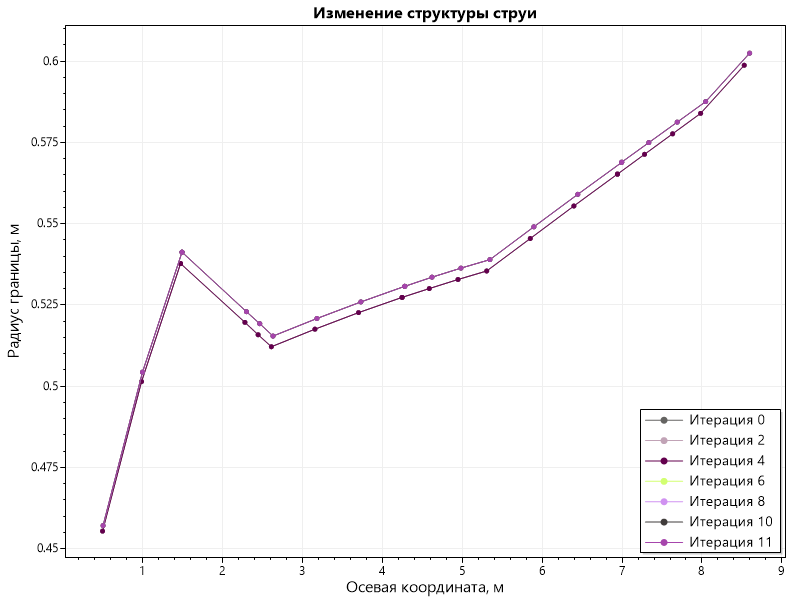 Изменение структуры струи
Радиус границы, м
0.6
0.575
0.55
0.525
0.5
0.475
0.45
1 2 3 4 5 6 7 8 9
Осевая координата, м
Итерация 0
Итерация 2
Итерация 4
Итерация 6
Итерация 8
Итерация 10
Итерация 11